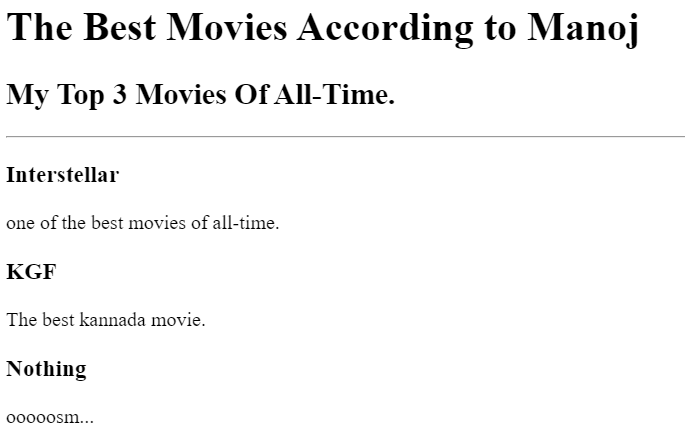 The Best Movies According to Manoj
My Top 3 Movies Of All-Time.
Interstellar
one of the best movies of all-time.
KGF
The best kannada movie.
Nothing
ooooosm...